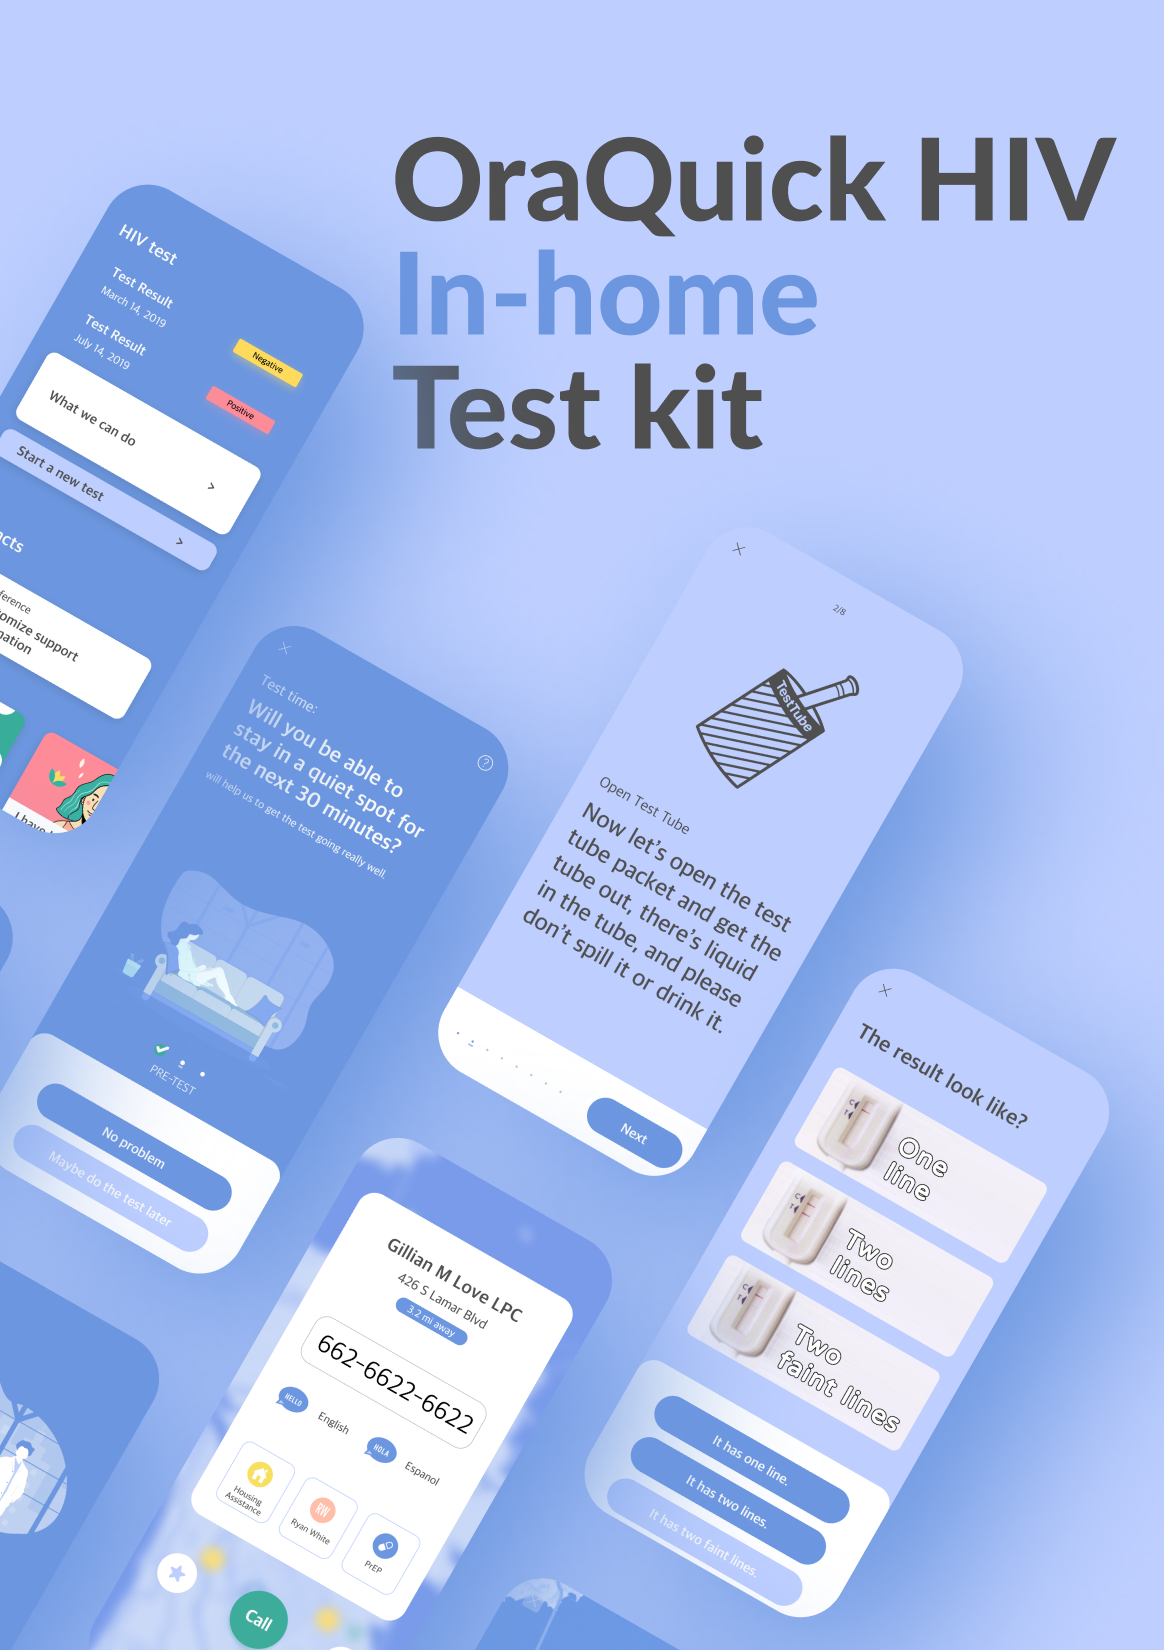 OraQuick HIV
In-home
Test kit
HIV test
Test Result
March 14, 2019
Negative
Test Result
July 14, 2019
Positive
What we can do
>
Start a new test
>
Test time:
Will you be able to
stay in a quiet spot for
the next 30 minutes?
will help us to get the test going really well.
?
PRE-TEST
No problem
Maybe do the test later
2/8
TestTube
Open Test Tube
Now let's open the test
tube packet and get the
tube out, there's liquid
in the tube, and please
don't spill it or drink it.
Next
The result look like?
C
T
One
line
C
T
Two
lines
C
T
Two
faint lines
It has one line.
It has two lines.
It has two faint lines.
Gillian M Love LPC
426 S Lamar Blvd
3.2 mi away
662-6622-6622
HELLO
English
HOLA
Espanol
Housing
Assistance
RW
Ryan White
PrEP
Call